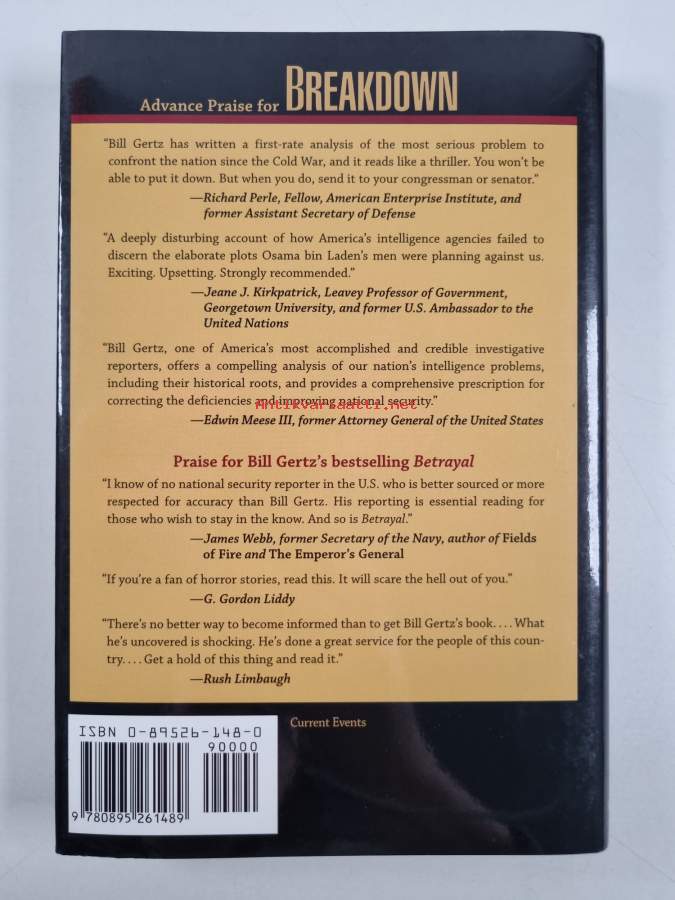 Advance Praise for BREAKDOWN
“Bill Gertz has written a first-rate analysis of the most serious problem to
confront the nation since the Cold War, and it reads like a thriller. You won’t be
able to put it down. But when you do, send it to your congressman or senator.”
—Richard Perle, Fellow, American Enterprise Institute, and
former Assistant Secretary of Defense
“A deeply disturbing account of how America’s intelligence agencies failed to
discern the elaborate plots Osama bin Laden’s men were planning against us.
Exciting. Upsetting. Strongly recommended.”
—Jeane J. Kirkpatrick, Leavey Professor of Government,
Georgetown University, and former U.S. Ambassador to the
United Nations
“Bill Gertz, one of America’s most accomplished and credible investigative
reporters, offers a compelling analysis of our nation’s intelligence problems,
including their historical roots, and provides a comprehensive prescription for
correcting the deficiencies and improving national security.”
Antikvariaatti.net
—Edwin Meese III, former Attorney General of the United States
Praise for Bill Gertz’s bestselling Betrayal
“I know of no national security reporter in the U.S. who is better sourced or more
respected for accuracy than Bill Gertz. His reporting is essential reading for
those who wish to stay in the know. And so is Betrayal.”
—James Webb, former Secretary of the Navy, author of Fields
of Fire and The Emperor’s General
“If you’re a fan of horror stories, read this. It will scare the hell out of you.”
—G. Gordon Liddy
“There’s no better way to become informed than to get Bill Gertz’s book. . . . What
he’s uncovered is shocking. He’s done a great service for the people of this coun-
try. . . . Get a hold of this thing and read it.”
—Rush Limbaugh
Current Events
ISBN 0-89526-148-0
90000
9 780895 261489